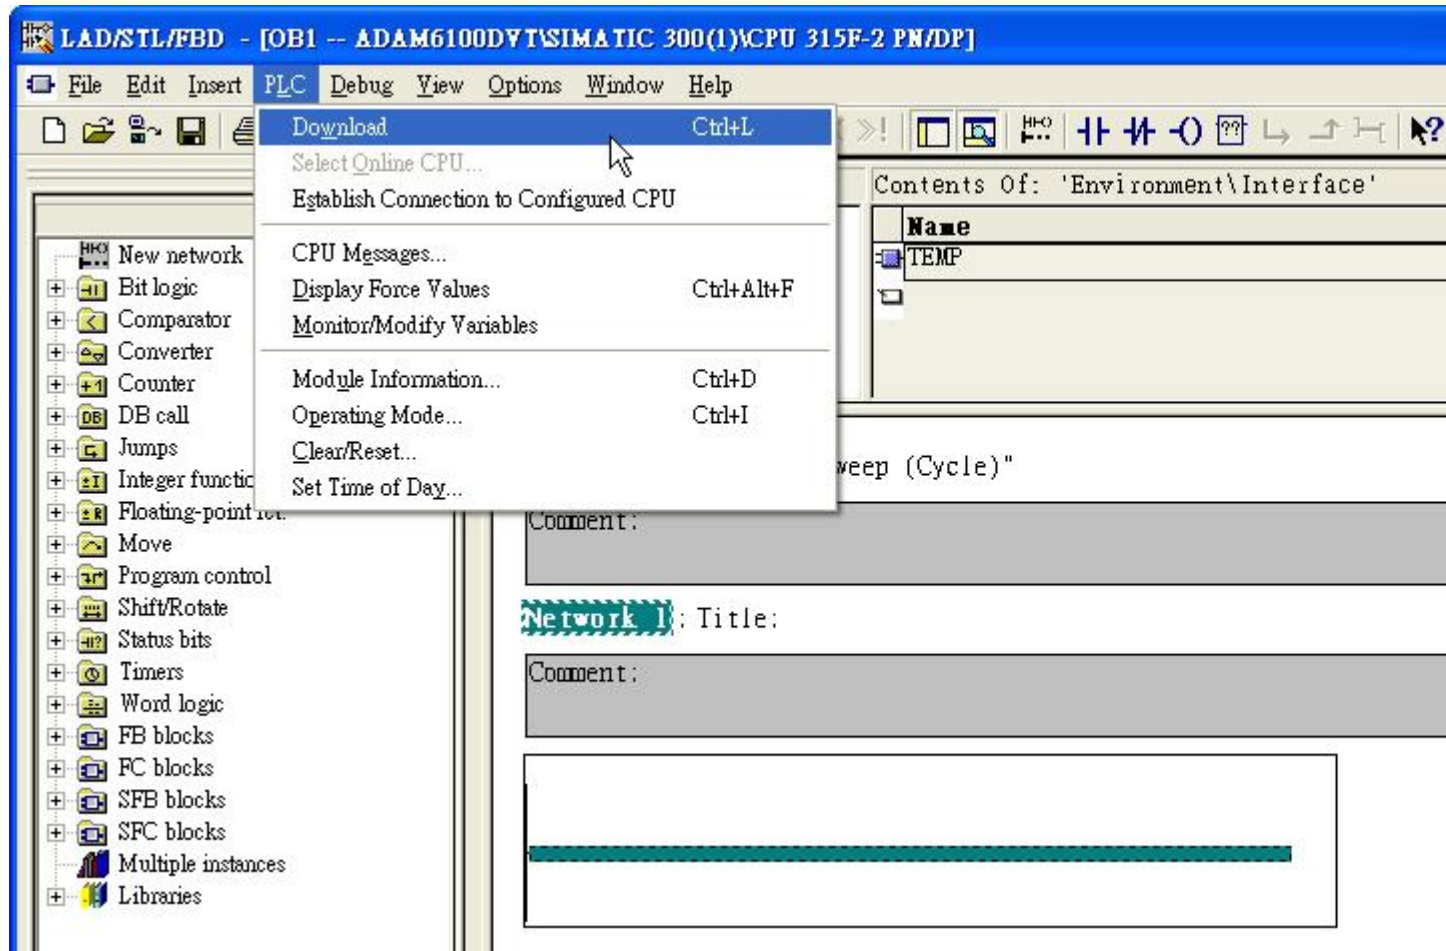 LAD/STL/FBD - [OB1 -- ADAM6100DVT\SIMATIC 300(1)\CPU 315F-2 PN/DP]
File Edit Insert PLC Debug View Options Window Help
Download Ctrl+L
Select Online CPU...
Establish Connection to Configured CPU
CPU Messages...
Display Force Values Ctrl+Alt+F
Monitor/Modify Variables
Module Information... Ctrl+D
Operating Mode... Ctrl+I
Clear/Reset...
Set Time of Day...
New network
Bit logic
Comparator
Converter
Counter
DB call
Jumps
Integer functio
Floating-point
Move
Program control
Shift/Rotate
Status bits
Timers
Word logic
FB blocks
FC blocks
SFB blocks
SFC blocks
Multiple instances
Libraries
Contents Of: 'Environment\Interface'
Name
TEMP
weep (Cycle)"
Comment:
Network 1: Title:
Comment: